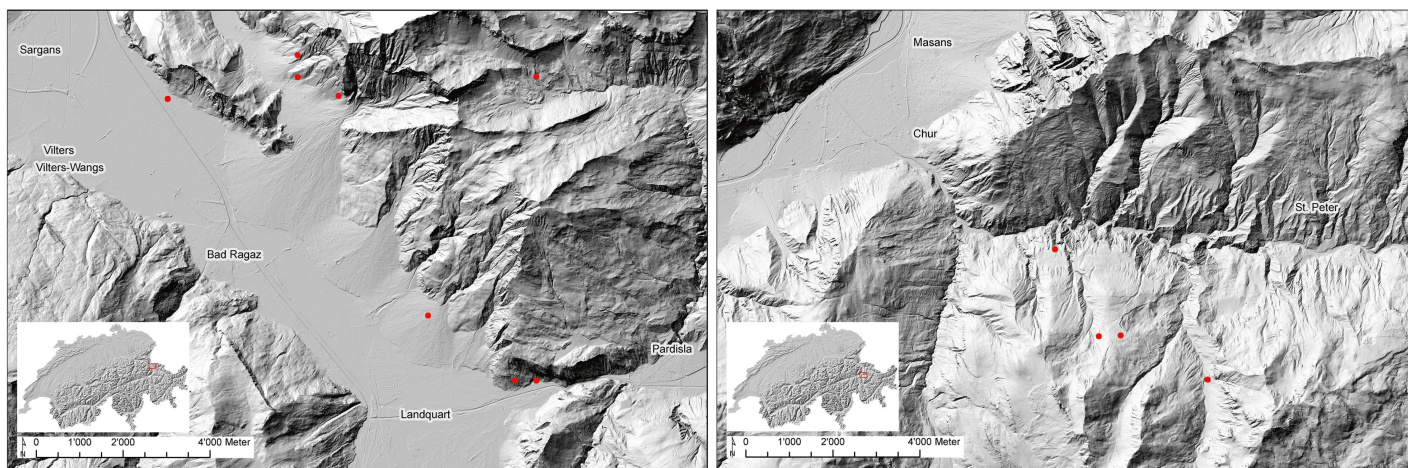 Sargans
Vilters
Vilters-Wangs
Bad Ragaz
Pardisla
Landquart
N 0 1'000 2'000 4'000 Meter
Masans
Chur
St. Peter
N 0 1'000 2'000 4'000 Meter